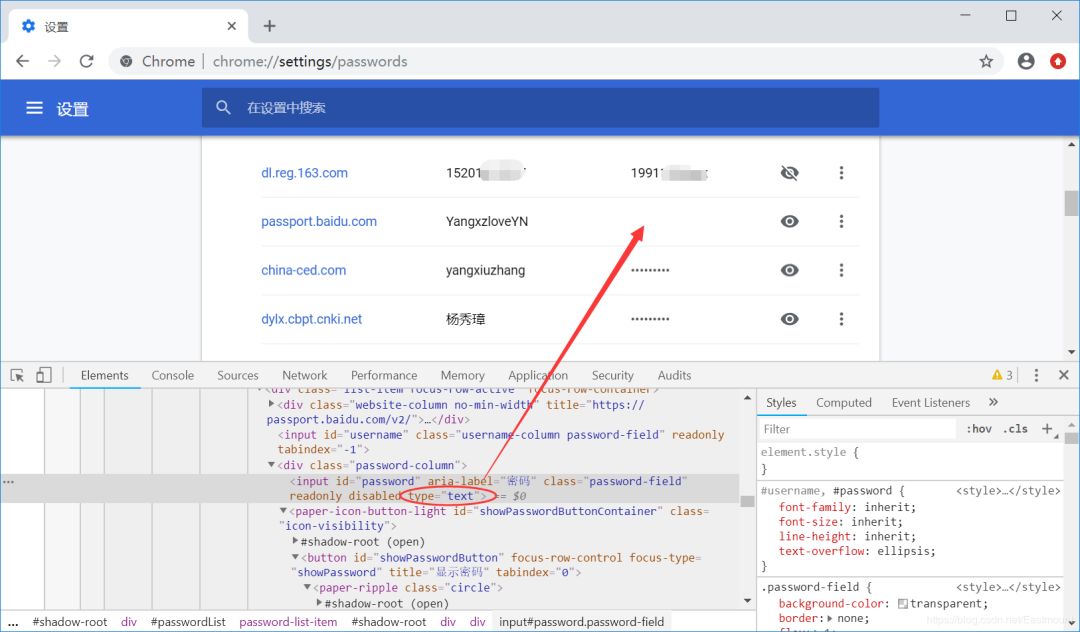 设置
Chrome | chrome://settings/passwords
设置 在设置中搜索
dl.reg.163.com 15201 1991
passport.baidu.com YangxzloveYN
china-ced.com yangxiuzhang •••••••••
dylx.cbpt.cnki.net 杨秀璋 •••••••••
Elements Console Sources Network Performance Memory Application Security Audits 3
<div class="list-item focus-row-active" focus-row-container>
<div class="website-column no-min-width" title="https://
passport.baidu.com/v2/">…</div>
<input id="username" class="username-column password-field" readonly
tabindex="-1">
<div class="password-column">
<input id="password" aria-label="密码" class="password-field"
readonly disabled type="text"> == $0
<paper-icon-button-light id="showPasswordButtonContainer" class=
"icon-visibility">
#shadow-root (open)
<button id="showPasswordButton" focus-row-control focus-type=
"showPassword" title="显示密码" tabindex="0">
<paper-ripple class="circle">
#shadow-root (open)
... #shadow-root div #passwordList password-list-item #shadow-root div div input#password.password-field
Styles Computed Event Listeners »
Filter :hov .cls +
element.style {
}
#username, #password { <style>…</style>
font-family: inherit;
font-size: inherit;
line-height: inherit;
text-overflow: ellipsis;
}
.password-field { <style>…</style>
background-color: transparent;
border: none;